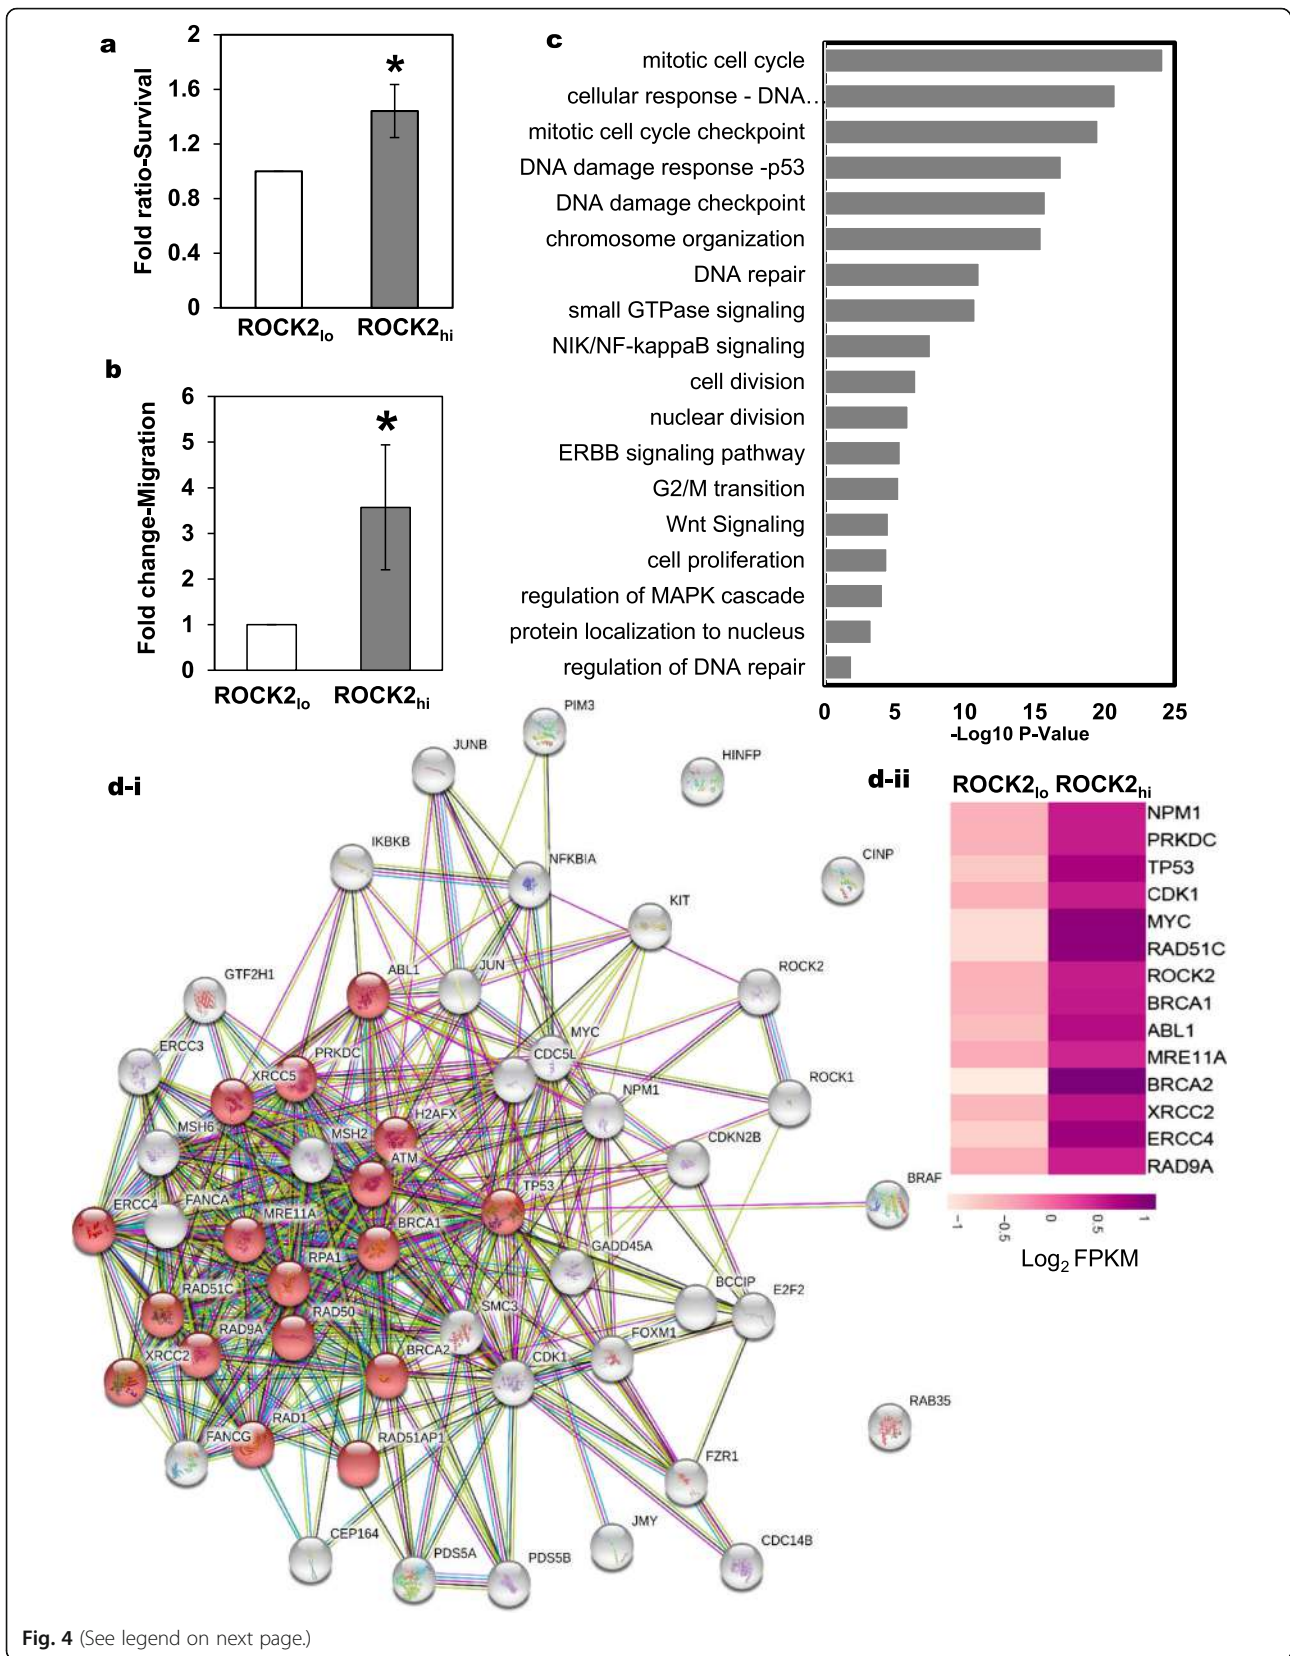 a
2
1.6
1.2
0.8
0.4
0
Fold ratio-Survival
*
ROCK2lo
ROCK2hi
b
6
5
4
3
2
1
0
Fold change-Migration
*
ROCK2lo
ROCK2hi
c
mitotic cell cycle
cellular response - DNA...
mitotic cell cycle checkpoint
DNA damage response -p53
DNA damage checkpoint
chromosome organization
DNA repair
small GTPase signaling
NIK/NF-kappaB signaling
cell division
nuclear division
ERBB signaling pathway
G2/M transition
Wnt Signaling
cell proliferation
regulation of MAPK cascade
protein localization to nucleus
regulation of DNA repair
0 5 10 15 20 25
-Log10 P-Value
d-i
PIM3
JUNB
HINFP
IKBKB
NFKBIA
CINP
KIT
GTF2H1
ABL1
JUN
ROCK2
ERCC3
PRKDC
MYC
CDC5L
XRCC5
ROCK1
NPM1
H2AFX
MSH6
MSH2
CDKN2B
ATM
BRAF
TP53
ERCC4
FANCA
MRE11A
BRCA1
GADD45A
RPA1
BCCIP
E2F2
RAD51C
RAD50
SMC3
RAD9A
FOXM1
XRCC2
BRCA2
CDK1
RAB35
RAD1
FANCG
RAD51AP1
FZR1
CEP164
JMY
CDC14B
PDS5A
PDS5B
d-ii
ROCK2lo ROCK2hi
NPM1
PRKDC
TP53
CDK1
MYC
RAD51C
ROCK2
BRCA1
ABL1
MRE11A
BRCA2
XRCC2
ERCC4
RAD9A
-1 -0.5 0 0.5 1
Log2 FPKM
Fig. 4 (See legend on next page.)